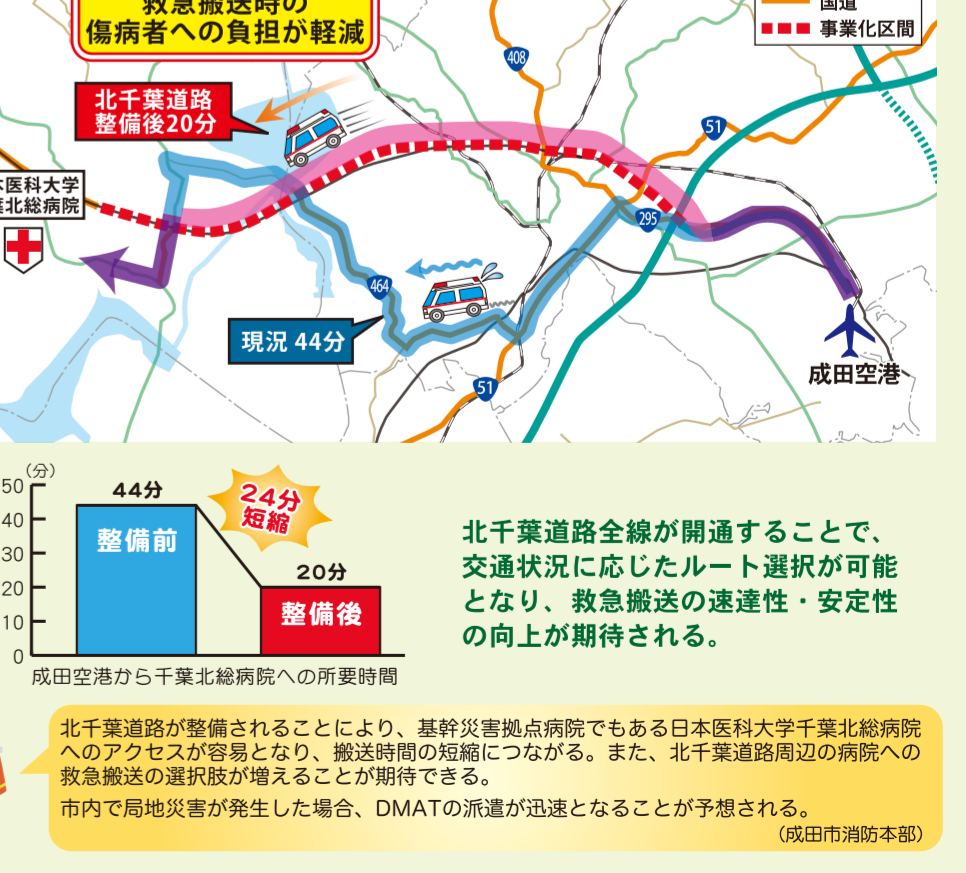 救急搬送時の
傷病者への負担が軽減
国道
事業化区間
408
北千葉道路
整備後20分
51
本医科大学
葉北総病院
295
464
現況 44分
51
成田空港
(分)
50
40
30
20
10
0
44分
整備前
24分
短縮
20分
整備後
成田空港から千葉北総病院への所要時間
北千葉道路全線が開通することで、
交通状況に応じたルート選択が可能
となり、救急搬送の速達性・安定性
の向上が期待される。
北千葉道路が整備されることにより、基幹災害拠点病院でもある日本医科大学千葉北総病院
へのアクセスが容易となり、搬送時間の短縮につながる。また、北千葉道路周辺の病院への
救急搬送の選択肢が増えることが期待できる。
市内で局地災害が発生した場合、DMATの派遣が迅速となることが予想される。
（成田市消防本部）